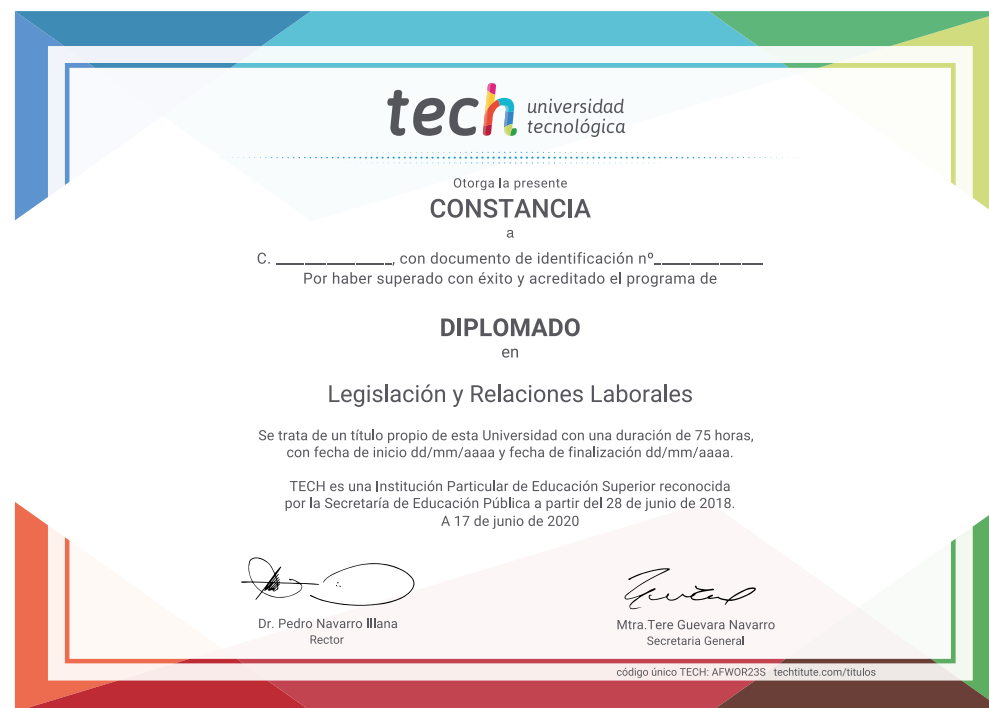 tech universidad
tecnológica
Otorga la presente
CONSTANCIA
a
C. ______________, con documento de identificación nº_____________
Por haber superado con éxito y acreditado el programa de
DIPLOMADO
en
Legislación y Relaciones Laborales
Se trata de un título propio de esta Universidad con una duración de 75 horas,
con fecha de inicio dd/mm/aaaa y fecha de finalización dd/mm/aaaa.
TECH es una Institución Particular de Educación Superior reconocida
por la Secretaría de Educación Pública a partir del 28 de junio de 2018.
A 17 de junio de 2020
Dr. Pedro Navarro Illana
Rector
Mtra.Tere Guevara Navarro
Secretaria General
código único TECH: AFWOR23S techtitute.com/titulos